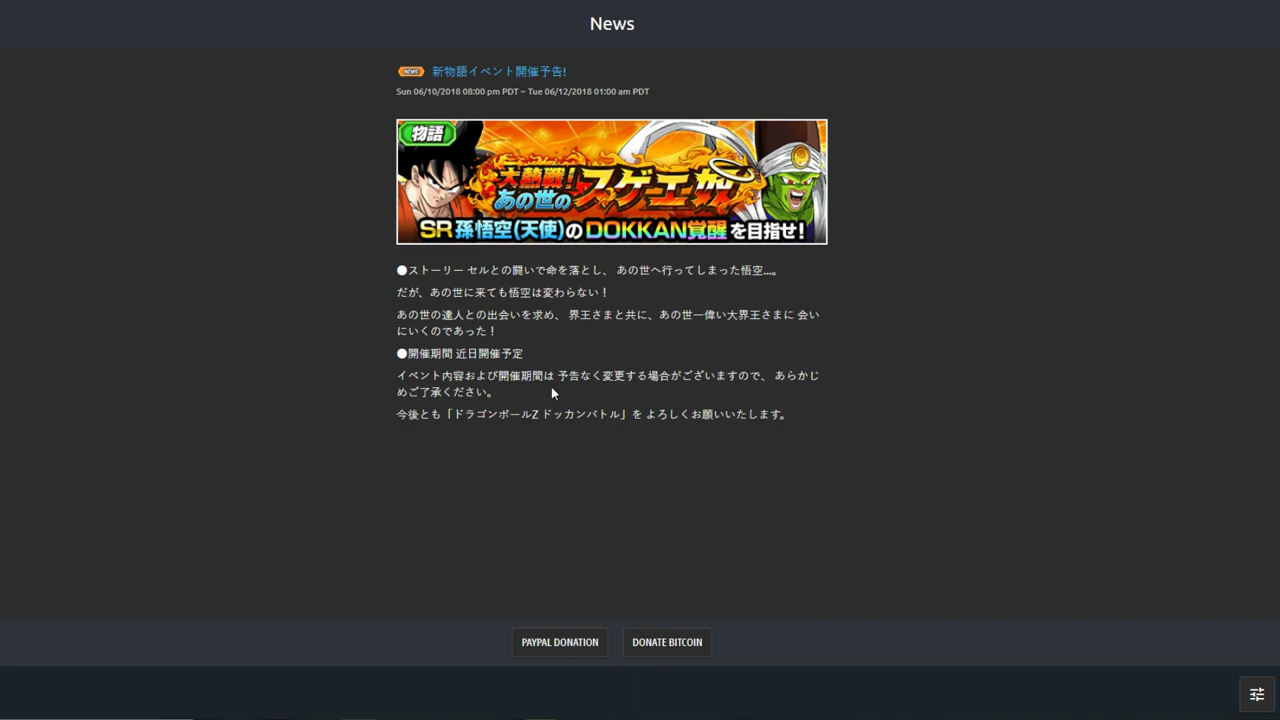 News
NEWS 新物語イベント開催予告!
Sun 06/10/2018 08:00 pm PDT ~ Tue 06/12/2018 01:00 am PDT
物語
大熱戦!
あの世のスゲエ奴
SR孫悟空(天使)のDOKKAN覚醒を目指せ!
●ストーリー セルとの闘いで命を落とし、 あの世へ行ってしまった悟空…。
だが、あの世に来ても悟空は変わらない！
あの世の達人との出会いを求め、 界王さまと共に、あの世一偉い大界王さまに 会い
にいくのであった！
●開催期間 近日開催予定
イベント内容および開催期間は 予告なく変更する場合がございますので、 あらかじ
めご了承ください。
今後とも「ドラゴンボールZ ドッカンバトル」を よろしくお願いいたします。
PAYPAL DONATION
DONATE BITCOIN